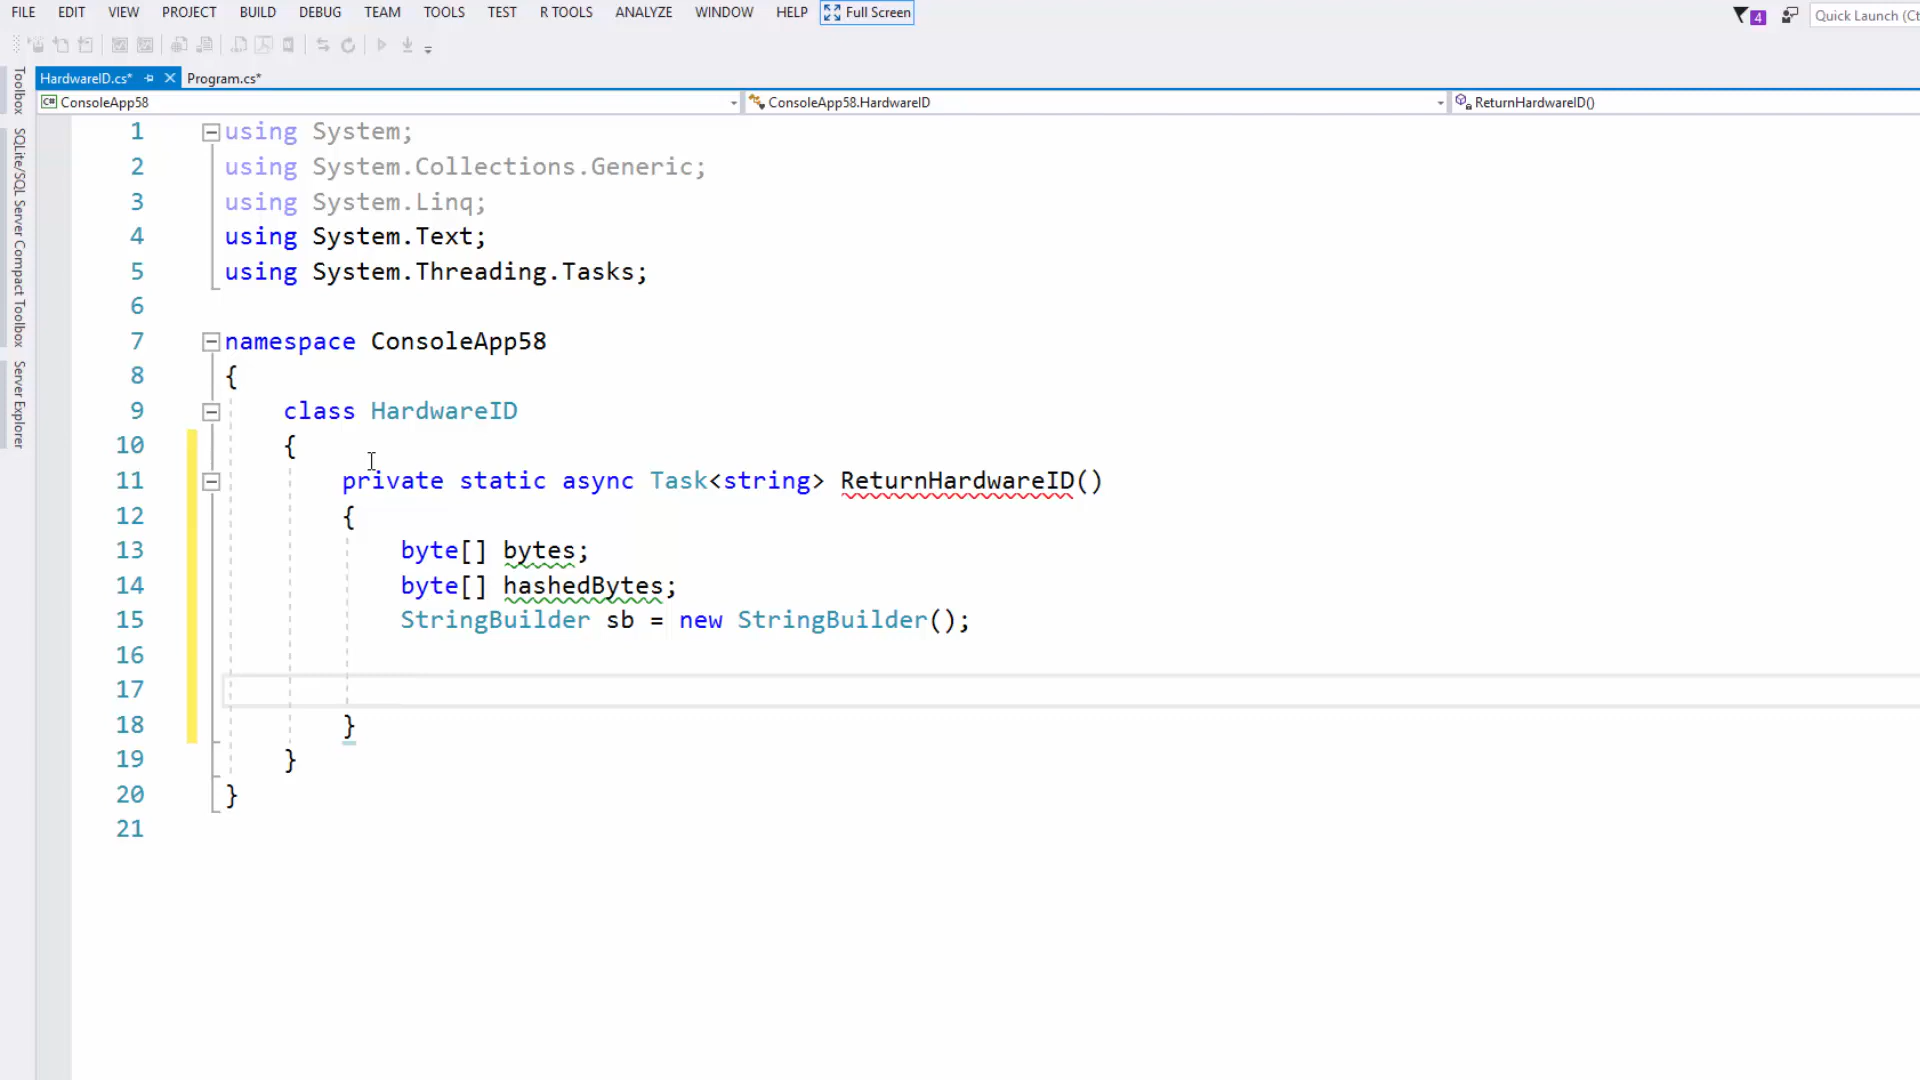 FILE EDIT VIEW PROJECT BUILD DEBUG TEAM TOOLS TEST R TOOLS ANALYZE WINDOW HELP Full Screen 4 Quick Launch (Ct
HardwareID.cs* Program.cs*
ConsoleApp58 ConsoleApp58.HardwareID ReturnHardwareID()
Toolbox
SQLite/SQL Server Compact Toolbox
Server Explorer
1 using System;
2 using System.Collections.Generic;
3 using System.Linq;
4 using System.Text;
5 using System.Threading.Tasks;
6
7 namespace ConsoleApp58
8 {
9 class HardwareID
10 {
11 private static async Task<string> ReturnHardwareID()
12 {
13 byte[] bytes;
14 byte[] hashedBytes;
15 StringBuilder sb = new StringBuilder();
16
17
18 }
19 }
20 }
21